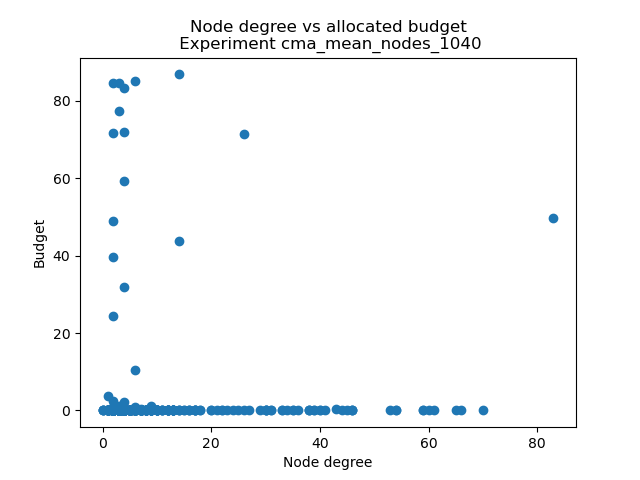 Node degree vs allocated budget
Experiment cma_mean_nodes_1040
80
60
40
20
0
Budget
0 20 40 60 80
Node degree